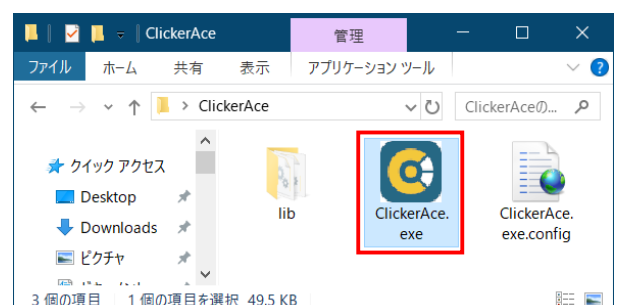 ClickerAce
管理
ファイル ホーム 共有 表示 アプリケーション ツール
ClickerAce
ClickerAceの...
クイック アクセス
Desktop
Downloads
ピクチャ
lib
ClickerAce.
exe
ClickerAce.
exe.config
3 個の項目 1 個の項目を選択 49.5 KB